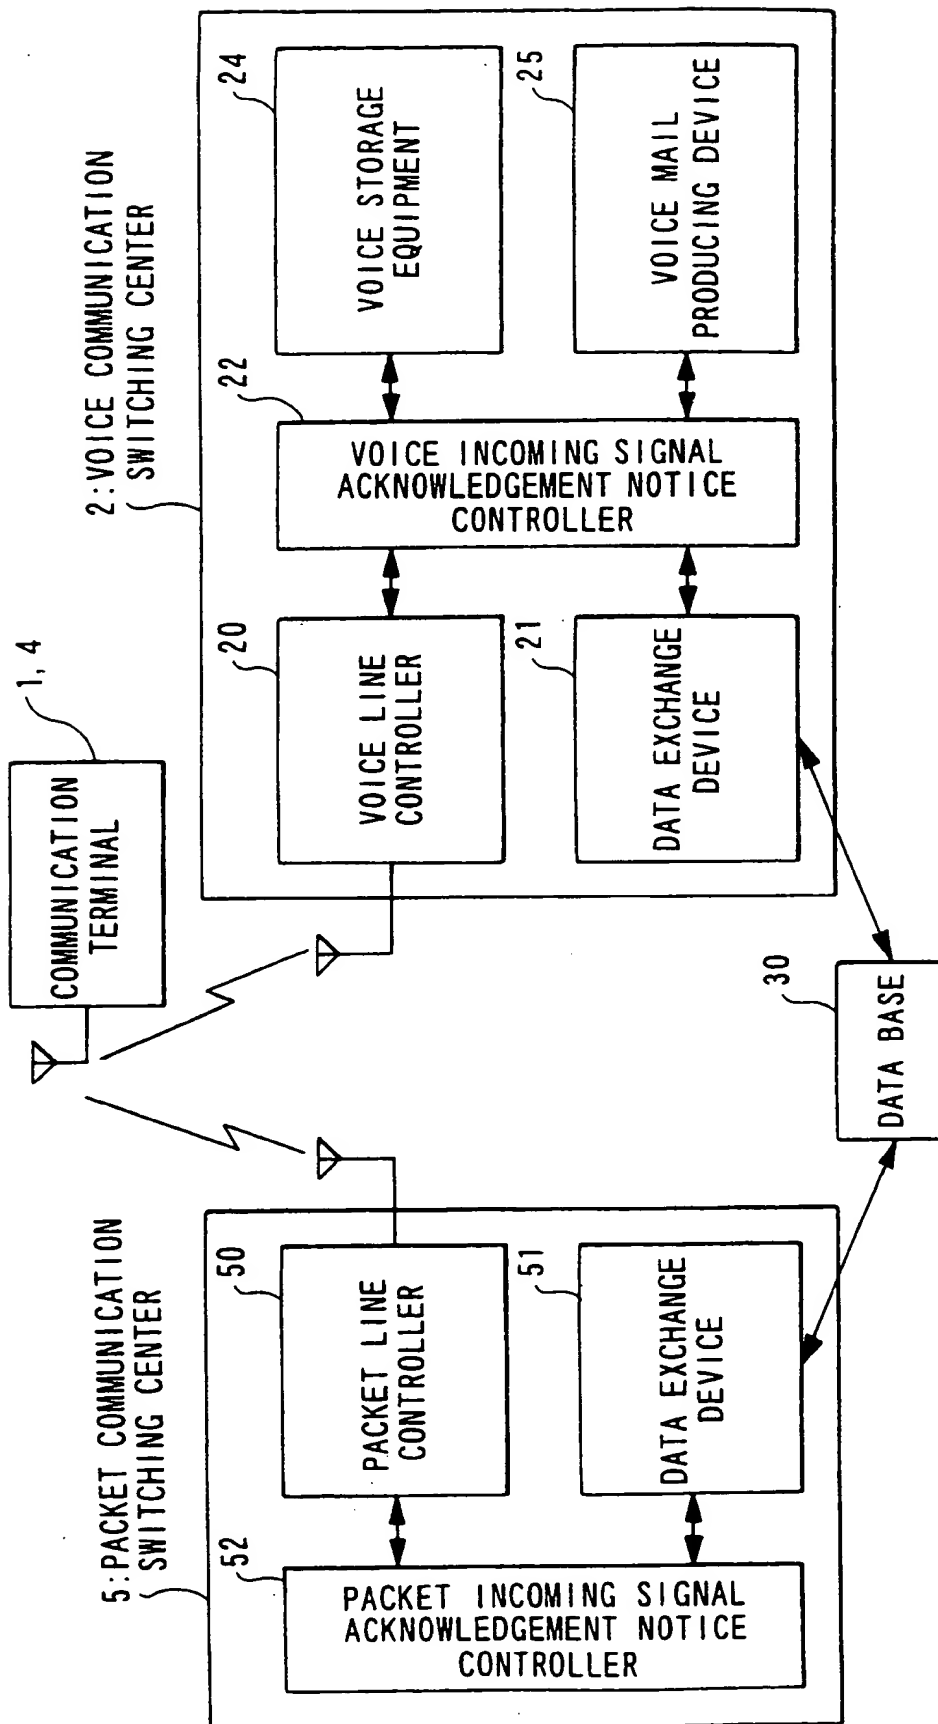 1, 4
COMMUNICATION
TERMINAL
5:PACKET COMMUNICATION
SWITCHING CENTER
50
PACKET LINE
CONTROLLER
52
PACKET INCOMING SIGNAL
ACKNOWLEDGEMENT NOTICE
CONTROLLER
51
DATA EXCHANGE
DEVICE
2:VOICE COMMUNICATION
SWITCHING CENTER
20
VOICE LINE
CONTROLLER
22
VOICE INCOMING SIGNAL
ACKNOWLEDGEMENT NOTICE
CONTROLLER
24
VOICE STORAGE
EQUIPMENT
21
DATA EXCHANGE
DEVICE
25
VOICE MAIL
PRODUCING DEVICE
30
DATA BASE